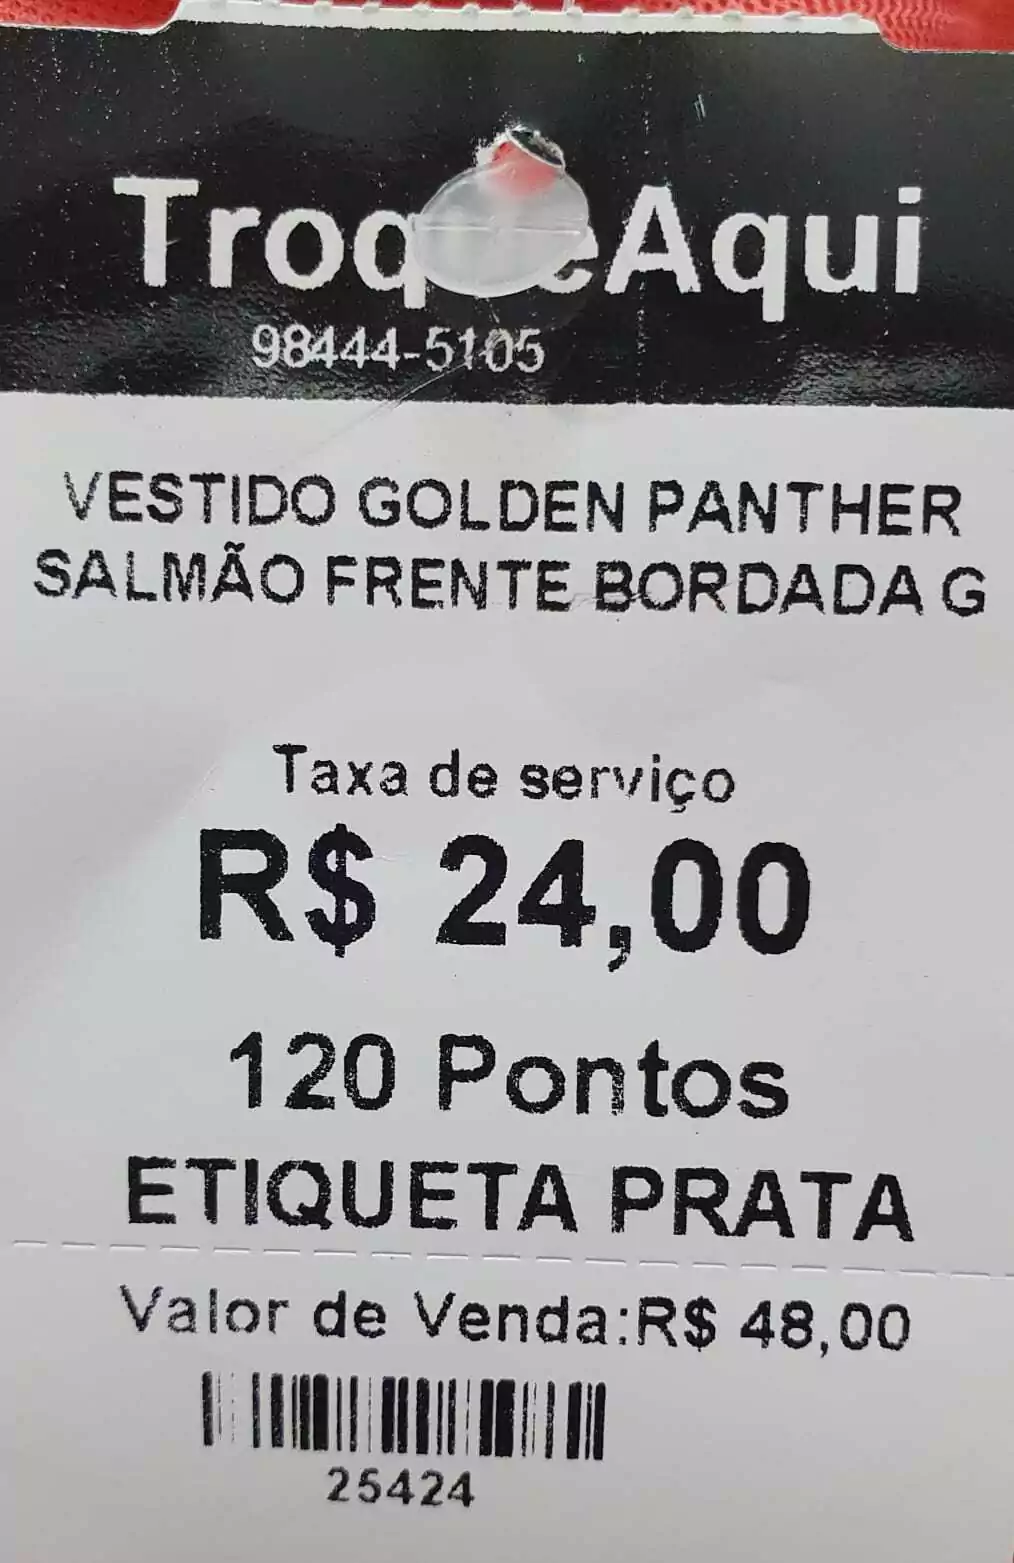 TroqueAqui
98444-5105
VESTIDO GOLDEN PANTHER
SALMÃO FRENTE BORDADA G
Taxa de serviço
R$ 24,00
120 Pontos
ETIQUETA PRATA
Valor de Venda:R$ 48,00
25424